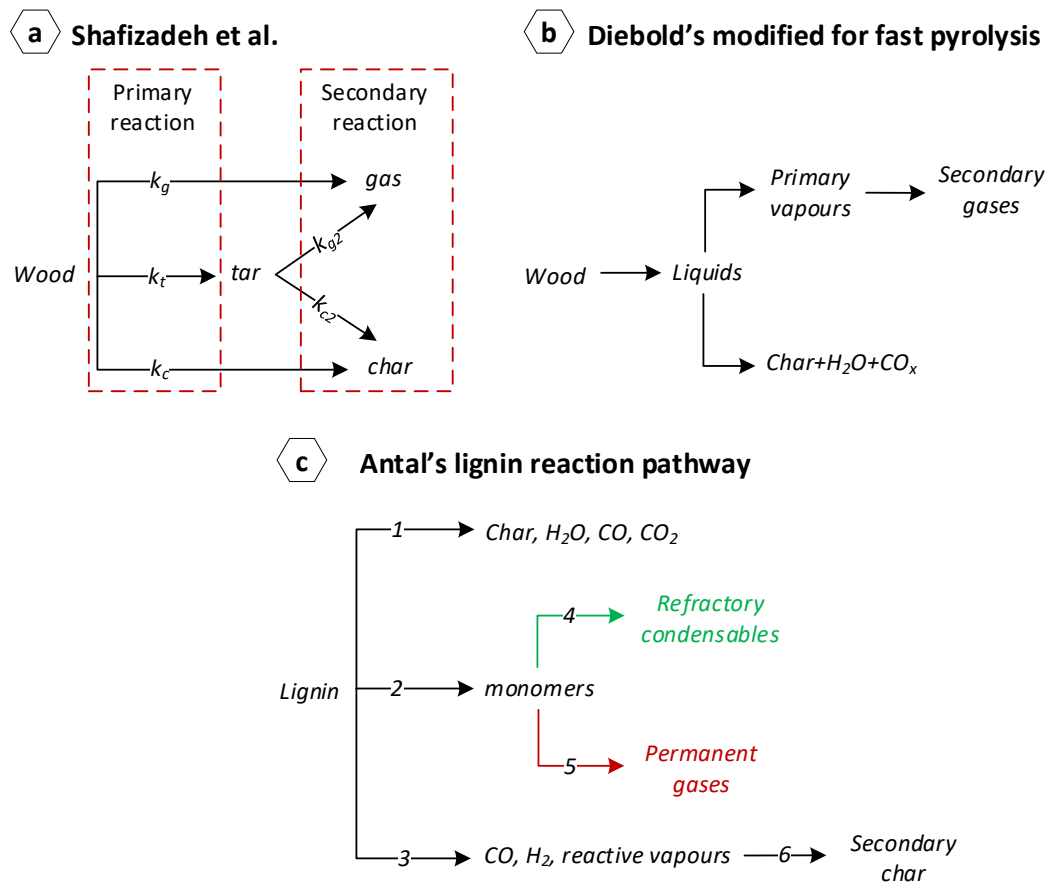 a Shafizadeh et al.
Primary
reaction
Secondary
reaction
Wood
k_g
k_t
k_c
tar
k_g2
k_c2
gas
char
b Diebold’s modified for fast pyrolysis
Wood
Liquids
Primary
vapours
Secondary
gases
Char+H₂O+COₓ
c Antal’s lignin reaction pathway
Lignin
1
Char, H₂O, CO, CO₂
2
monomers
4
Refractory
condensables
5
Permanent
gases
3
CO, H₂, reactive vapours
6
Secondary
char